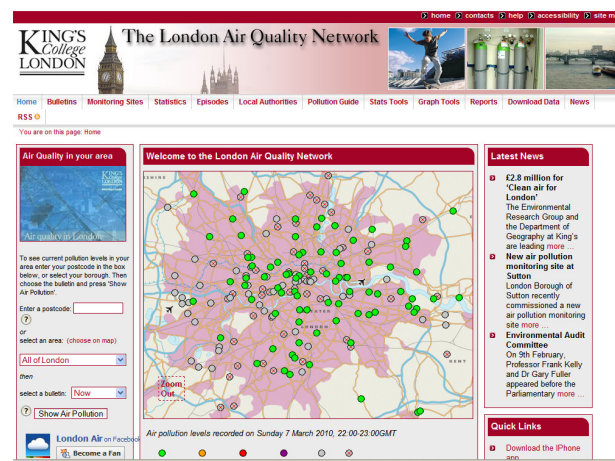 home contacts help accessibility site m
KING'S
College
LONDON
The London Air Quality Network
Home Bulletins Monitoring Sites Statistics Episodes Local Authorities Pollution Guide Stats Tools Graph Tools Reports Download Data News
RSS
You are on this page: Home
Air Quality in your area
KING'S
LONDON
Air quality in London
To see current pollution levels in your
area enter your postcode in the box
below, or select your borough. Then
choose the bulletin and press 'Show
Air Pollution'.
Enter a postcode:
?
or
select an area: (choose on map)
All of London
then
select a bulletin: Now
? Show Air Pollution
London Air on Facebook
Become a Fan
Welcome to the London Air Quality Network
LONDON
KENT
Zoom
Out
Air pollution levels recorded on Sunday 7 March 2010, 22:00-23:00GMT
Latest News
£2.8 million for
'Clean air for
London'
The Environmental
Research Group and
the Department of
Geography at King's
are leading more ...
New air pollution
monitoring site at
Sutton
London Borough of
Sutton recently
commissioned a new
air pollution monitoring
site more ...
Environmental Audit
Committee
On 9th February,
Professor Frank Kelly
and Dr Gary Fuller
appeared before the
Parliamentary more ...
Quick Links
Download the IPhone
app